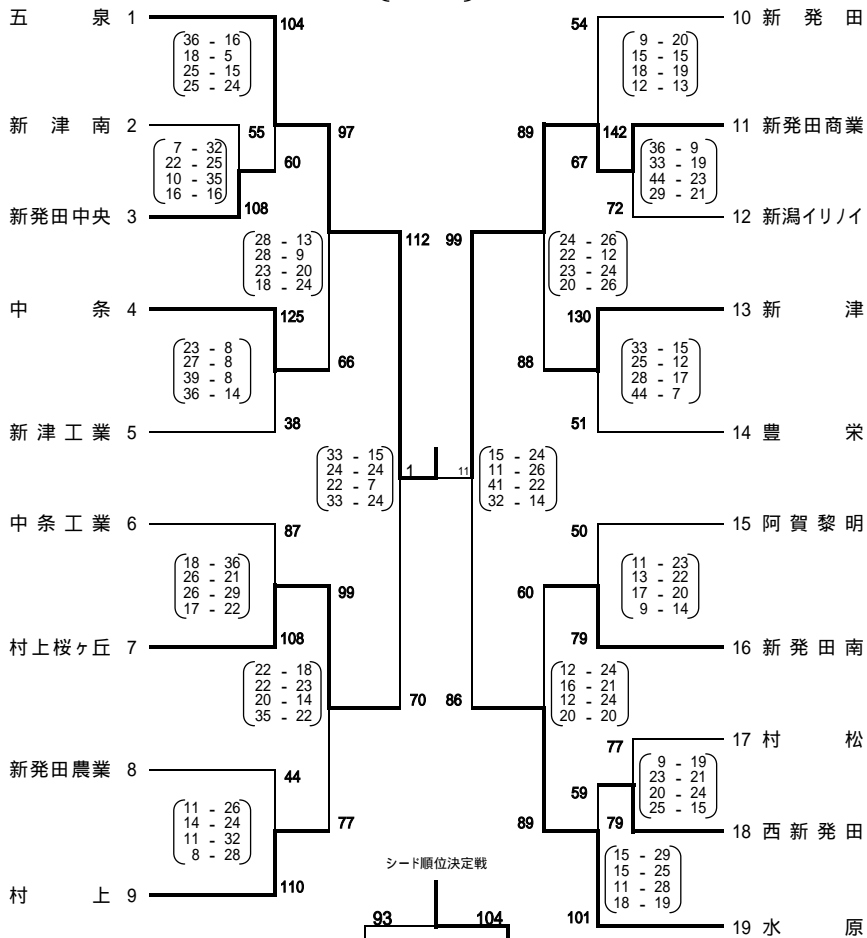 五泉 1
104
36 - 16
18 - 5
25 - 15
25 - 24
新津南 2
55
97
7 - 32
22 - 25
10 - 35
16 - 16
60
新発田中央 3
108
28 - 13
28 - 9
23 - 20
18 - 24
112
中条 4
125
23 - 8
27 - 8
39 - 8
36 - 14
66
新津工業 5
38
33 - 15
24 - 24
22 - 7
33 - 24
1
中条工業 6
87
18 - 36
26 - 21
26 - 29
17 - 22
99
村上桜ヶ丘 7
108
22 - 18
22 - 23
20 - 14
35 - 22
70
新発田農業 8
44
11 - 26
14 - 24
11 - 32
8 - 28
77
村上 9
110
54
10 新発田
9 - 20
15 - 15
18 - 19
12 - 13
89
142
11 新発田商業
67
36 - 9
33 - 19
44 - 23
29 - 21
72
12 新潟イリノイ
99
24 - 26
22 - 12
23 - 24
20 - 26
130
13 新津
88
33 - 15
25 - 12
28 - 17
44 - 7
51
14 豊栄
11
15 - 24
11 - 26
41 - 22
32 - 14
50
15 阿賀黎明
60
11 - 23
13 - 22
17 - 20
9 - 14
79
16 新発田南
86
12 - 24
16 - 21
12 - 24
20 - 20
77
17 村松
59
9 - 19
23 - 21
20 - 24
25 - 15
89
79
18 西新発田
15 - 29
15 - 25
11 - 28
18 - 19
101
19 水原
シード順位決定戦
93
104